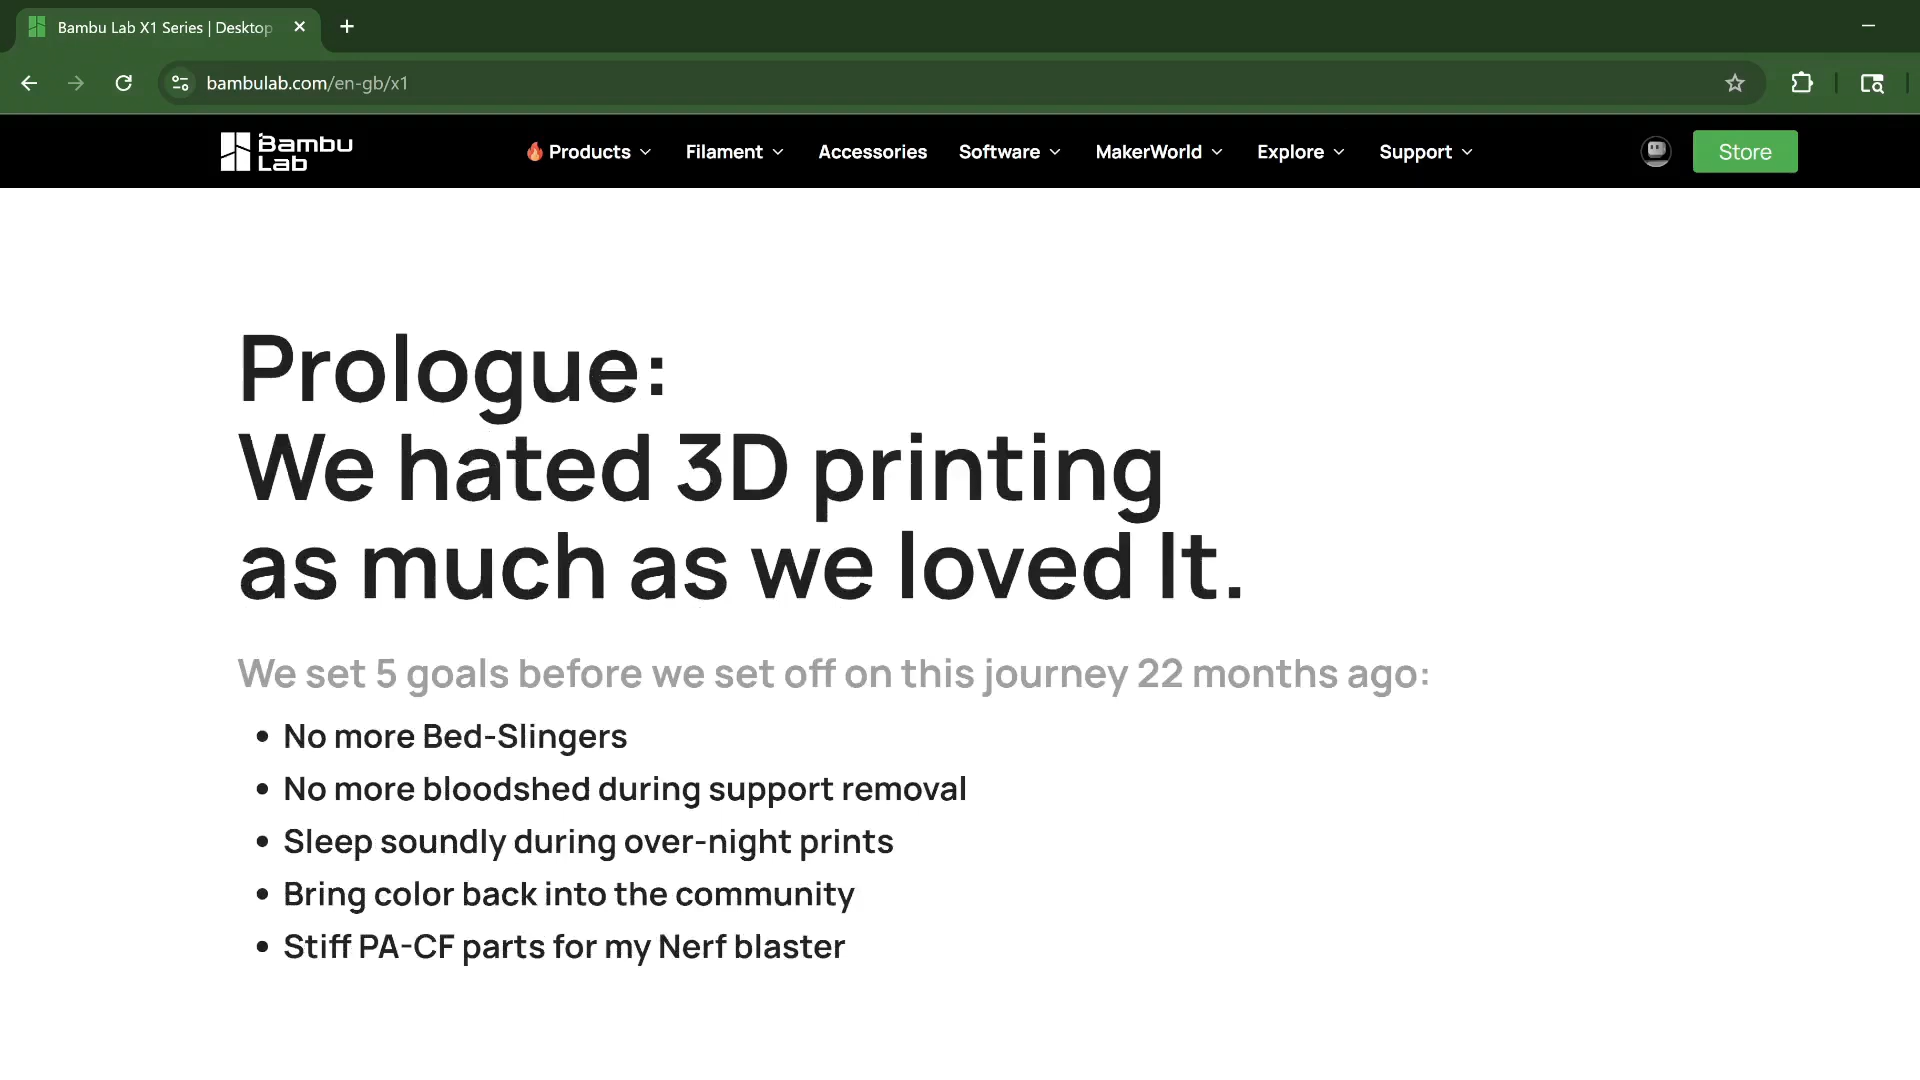 Bambu Lab X1 Series | Desktop
bambulab.com/en-gb/x1
Bambu
Lab
Products
Filament
Accessories
Software
MakerWorld
Explore
Support
Store
Prologue:
We hated 3D printing
as much as we loved It.
We set 5 goals before we set off on this journey 22 months ago:
• No more Bed-Slingers
• No more bloodshed during support removal
• Sleep soundly during over-night prints
• Bring color back into the community
• Stiff PA-CF parts for my Nerf blaster